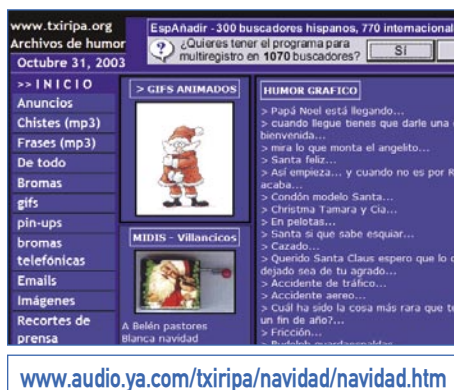 www.txiripa.org
Archivos de humor
Octubre 31, 2003
EspAñadir - 300 buscadores hispanos, 770 internacional
¿Quieres tener el programa para
multiregistro en 1070 buscadores?
Sí
>> I N I C I O
Anuncios
Chistes (mp3)
Frases (mp3)
De todo
Bromas
gifs
pin-ups
bromas
telefónicas
Emails
Imágenes
Recortes de
prensa
> GIFS ANIMADOS
MIDIS - Villancicos
A Belén pastores
Blanca navidad
HUMOR GRAFICO
> Papá Noel está llegando...
> cuando llegue tienes que darle una
bienvenida...
> mira lo que monta el angelito...
> Santa feliz...
> Así empieza... y cuando no es por R
acaba...
> Condón modelo Santa...
> Christma Tamara y Cia...
> En pelotas...
> Santa si que sabe esquiar...
> Cazado...
> Querido Santa Claus espero que lo
dejado sea de tu agrado...
> Accidente de tráfico...
> Accidente aereo...
> Cuál ha sido la cosa más rara que
un fin de año?...
> Fricción...
www.audio.ya.com/txiripa/navidad/navidad.htm